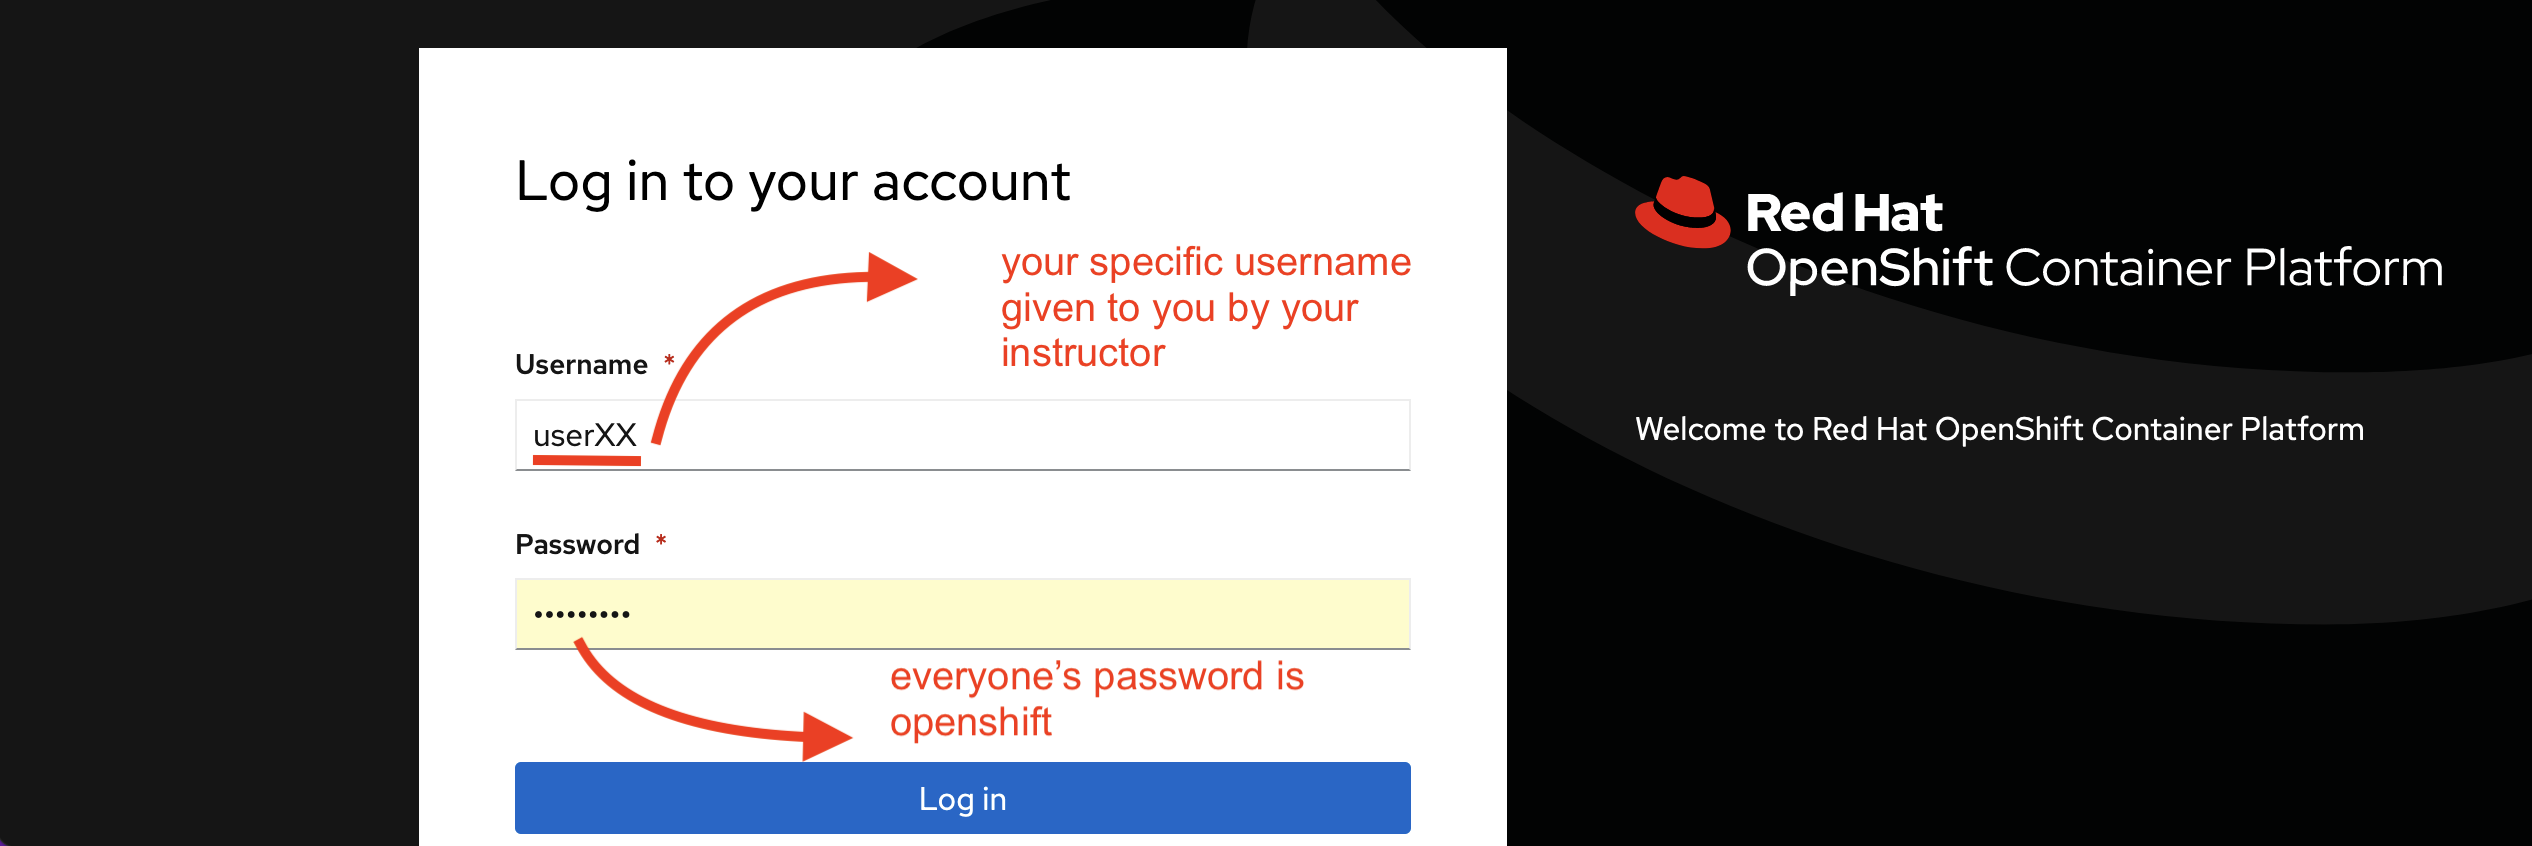 Log in to your account
your specific username
given to you by your
instructor
Username *
userXX
Password *
•••••••••
everyone’s password is
openshift
Log in
Red Hat
OpenShift Container Platform
Welcome to Red Hat OpenShift Container Platform